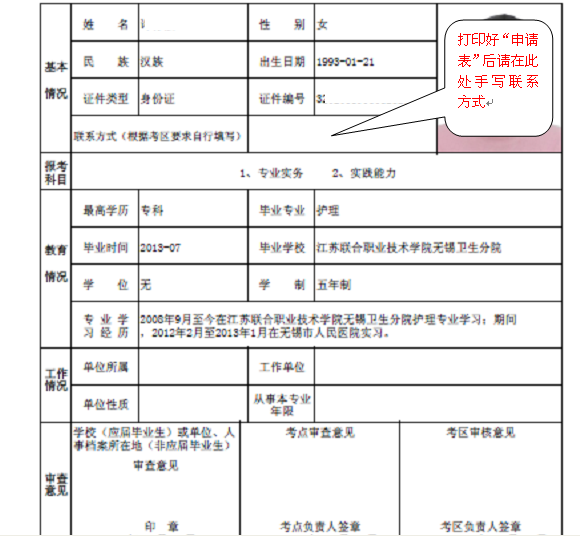 姓 名 性 别 女
民 族 汉族 出生日期 1993-01-21
基本情况
证件类型 身份证 证件编号 32
联系方式(根据考区要求自行填写)
打印好“申请
表”后请在此
处手写联系
方式
报考科目 1、专业实务 2、实践能力
最高学历 专科 毕业专业 护理
教育情况
毕业时间 2013-07 毕业学校 江苏联合职业技术学院无锡卫生分院
学 位 无 学 制 五年制
专业学习经历 2008年9月至今在江苏联合职业技术学院无锡卫生分院护理专业学习;期间
,2012年2月至2013年1月在无锡市人民医院实习。
工作情况
单位所属 工作单位
单位性质 从事本专业年限
审查意见
学校(应届毕业生)或单位、人
事档案所在地(非应届毕业生)
审查意见
考点审查意见 考区审核意见
印 章 考点负责人签章 考区负责人签章